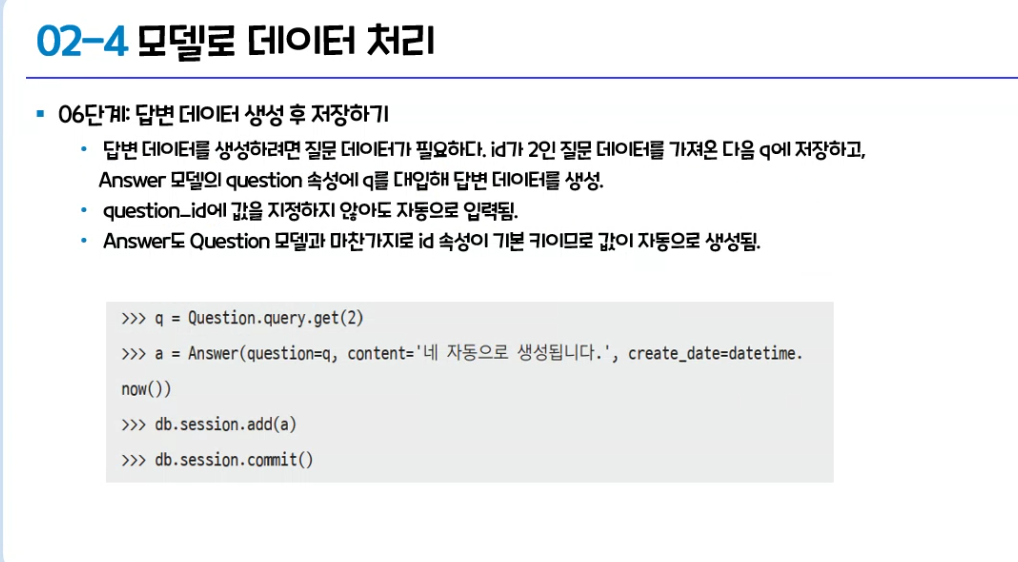 02-4 모델로 데이터 처리
▪ 06단계: 답변 데이터 생성 후 저장하기
• 답변 데이터를 생성하려면 질문 데이터가 필요하다. id가 2인 질문 데이터를 가져온 다음 q에 저장하고,
Answer 모델의 question 속성에 q를 대입해 답변 데이터를 생성.
• question_id에 값을 지정하지 않아도 자동으로 입력됨.
• Answer도 Question 모델과 마찬가지로 id 속성이 기본 키이므로 값이 자동으로 생성됨.
>>> q = Question.query.get(2)
>>> a = Answer(question=q, content='네 자동으로 생성됩니다.', create_date=datetime.
now())
>>> db.session.add(a)
>>> db.session.commit()